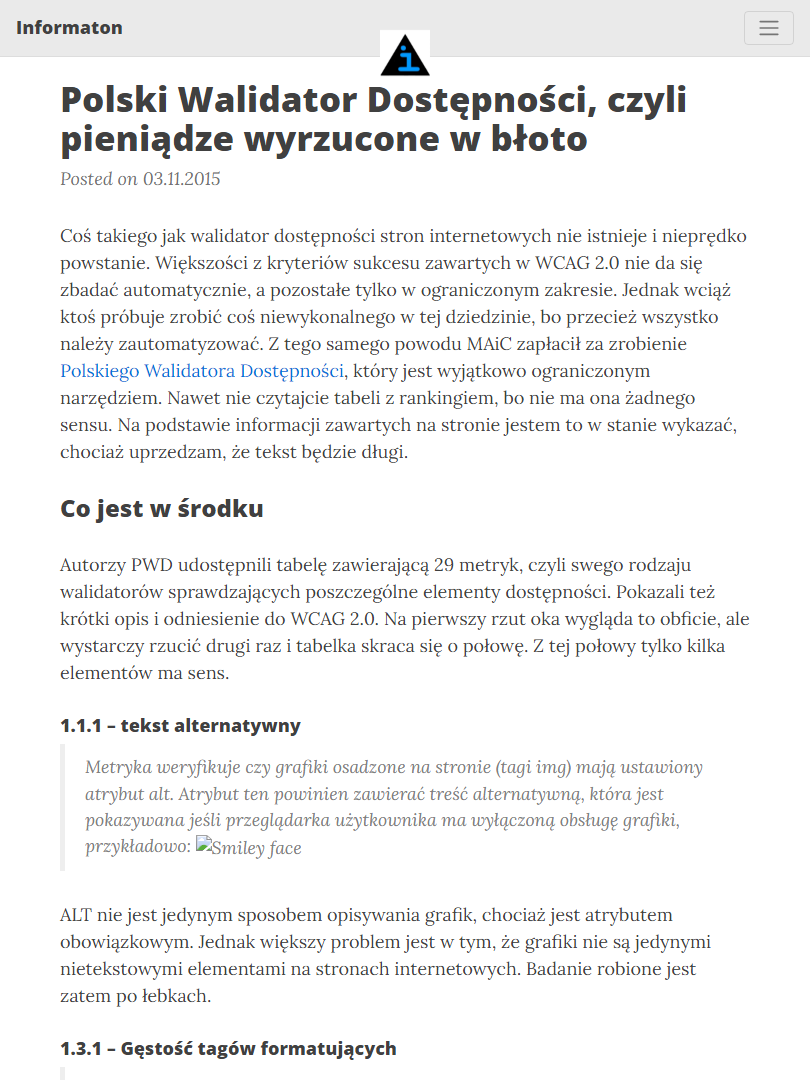 Informaton
i
Polski Walidator Dostępności, czyli
pieniądze wyrzucone w błoto
Posted on 03.11.2015
Coś takiego jak walidator dostępności stron internetowych nie istnieje i nieprędko
powstanie. Większości z kryteriów sukcesu zawartych w WCAG 2.0 nie da się
zbadać automatycznie, a pozostałe tylko w ograniczonym zakresie. Jednak wciąż
ktoś próbuje zrobić coś niewykonalnego w tej dziedzinie, bo przecież wszystko
należy zautomatyzować. Z tego samego powodu MAiC zapłacił za zrobienie
Polskiego Walidatora Dostępności, który jest wyjątkowo ograniczonym
narzędziem. Nawet nie czytajcie tabeli z rankingiem, bo nie ma ona żadnego
sensu. Na podstawie informacji zawartych na stronie jestem to w stanie wykazać,
chociaż uprzedzam, że tekst będzie długi.
Co jest w środku
Autorzy PWD udostępnili tabelę zawierającą 29 metryk, czyli swego rodzaju
walidatorów sprawdzających poszczególne elementy dostępności. Pokazali też
krótki opis i odniesienie do WCAG 2.0. Na pierwszy rzut oka wygląda to obficie, ale
wystarczy rzucić drugi raz i tabelka skraca się o połowę. Z tej połowy tylko kilka
elementów ma sens.
1.1.1 – tekst alternatywny
Metryka weryfikuje czy grafiki osadzone na stronie (tagi img) mają ustawiony
atrybut alt. Atrybut ten powinien zawierać treść alternatywną, która jest
pokazywana jeśli przeglądarka użytkownika ma wyłączoną obsługę grafiki,
przykładowo: Smiley face
ALT nie jest jedynym sposobem opisywania grafik, chociaż jest atrybutem
obowiązkowym. Jednak większy problem jest w tym, że grafiki nie są jedynymi
nietekstowymi elementami na stronach internetowych. Badanie robione jest
zatem po łebkach.
1.3.1 – Gęstość tagów formatujących